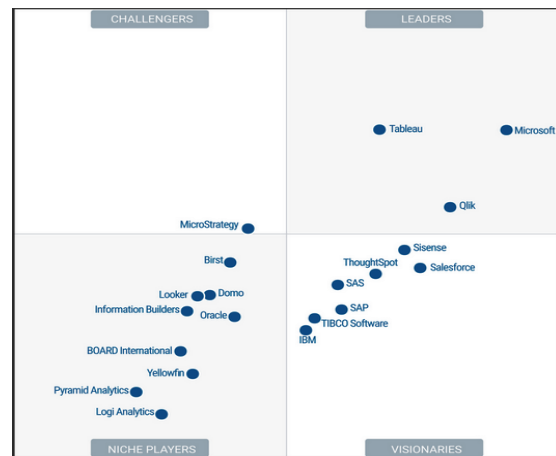 CHALLENGERS
LEADERS
Tableau
Microsoft
Qlik
MicroStrategy
Birst
Sisense
ThoughtSpot
Salesforce
SAS
Looker
Domo
Information Builders
Oracle
SAP
TIBCO Software
IBM
BOARD International
Yellowfin
Pyramid Analytics
Logi Analytics
NICHE PLAYERS
VISIONARIES